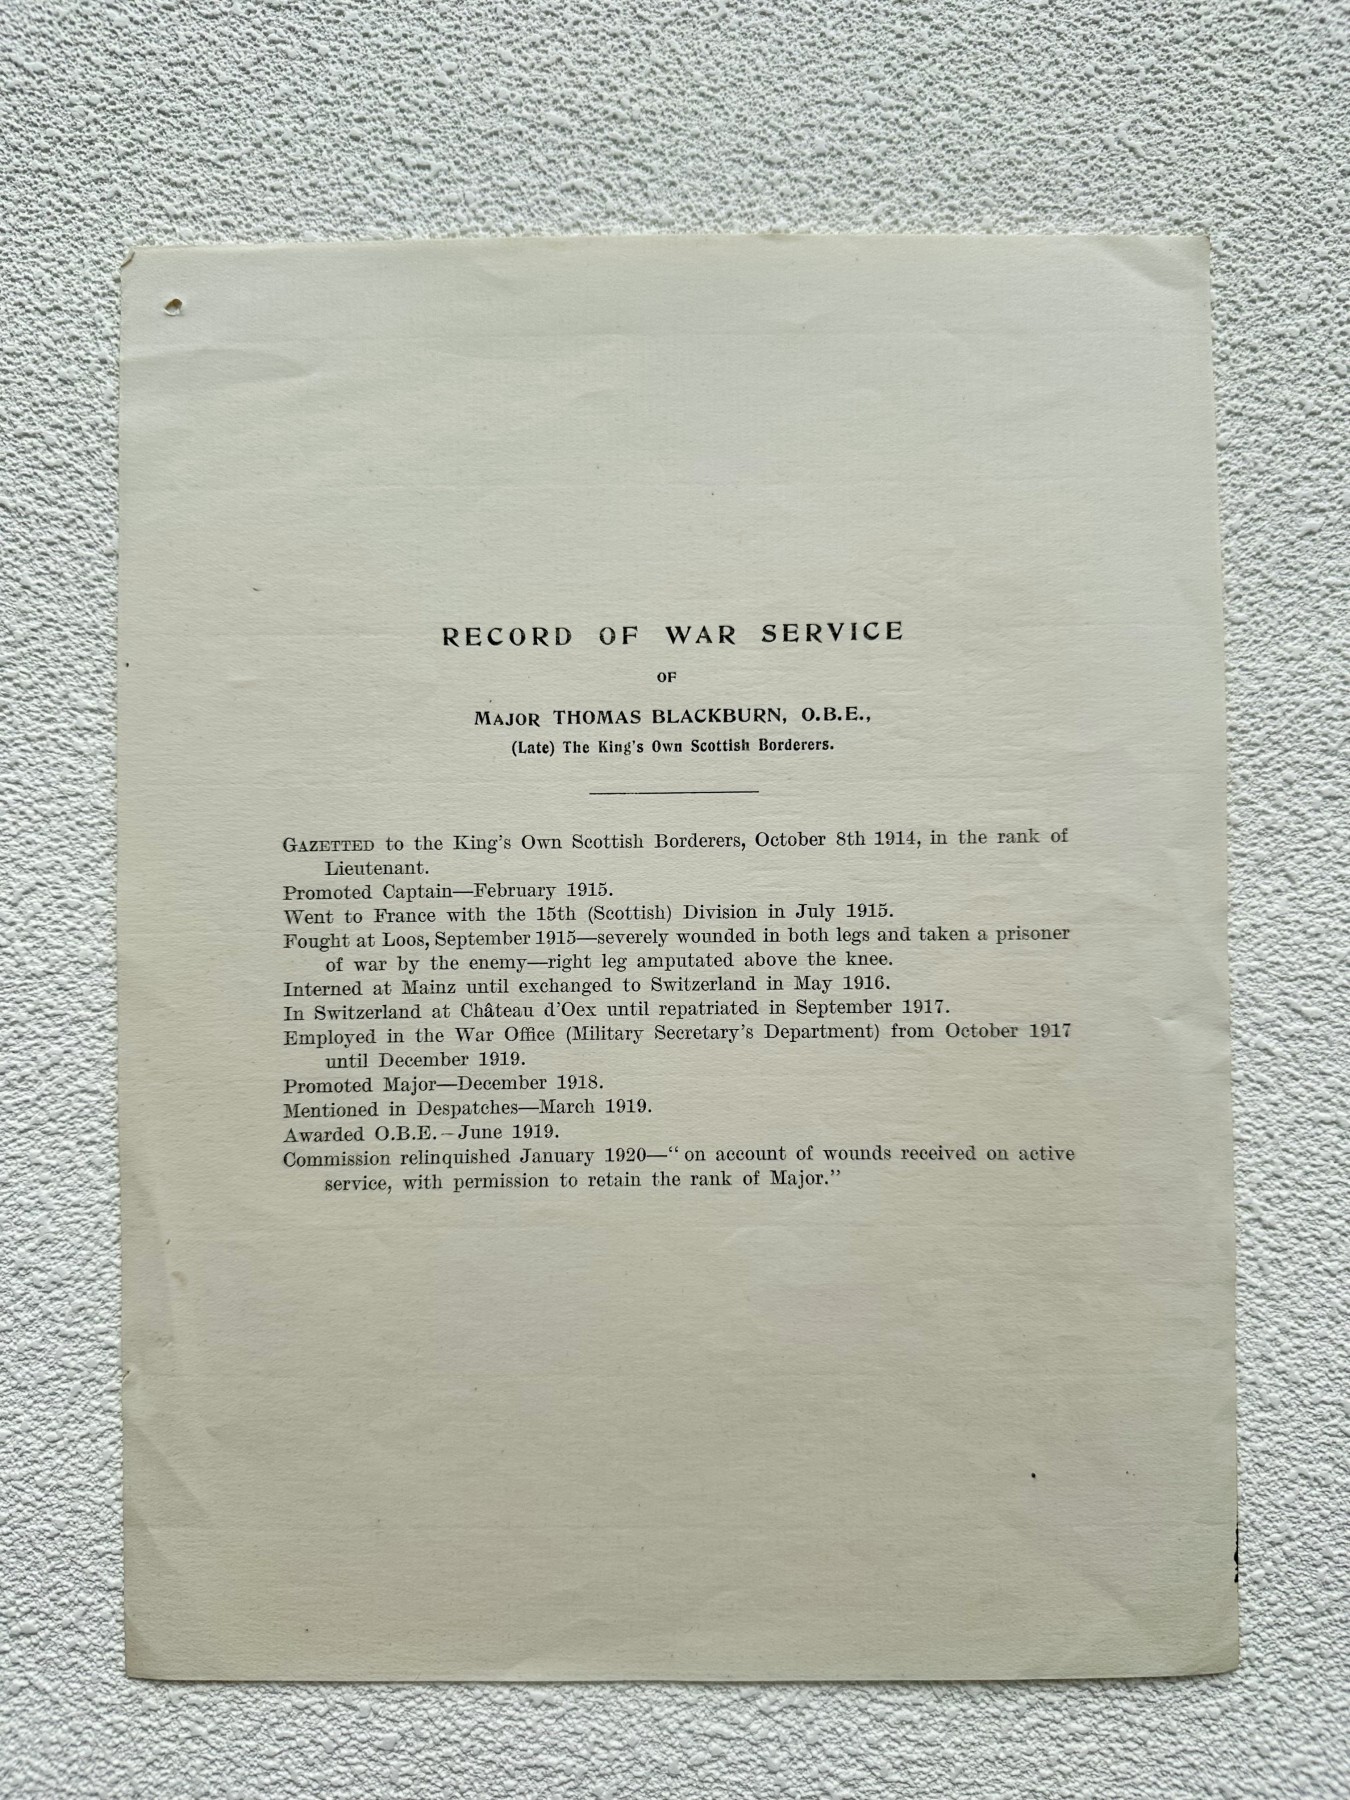 RECORD OF WAR SERVICE
OF
MAJOR THOMAS BLACKBURN, O.B.E.,
(Late) The King's Own Scottish Borderers.
GAZETTED to the King's Own Scottish Borderers, October 8th 1914, in the rank of
Lieutenant.
Promoted Captain—February 1915.
Went to France with the 15th (Scottish) Division in July 1915.
Fought at Loos, September 1915—severely wounded in both legs and taken a prisoner
of war by the enemy—right leg amputated above the knee.
Interned at Mainz until exchanged to Switzerland in May 1916.
In Switzerland at Château d'Oex until repatriated in September 1917.
Employed in the War Office (Military Secretary's Department) from October 1917
until December 1919.
Promoted Major—December 1918.
Mentioned in Despatches—March 1919.
Awarded O.B.E.—June 1919.
Commission relinquished January 1920—“ on account of wounds received on active
service, with permission to retain the rank of Major.”